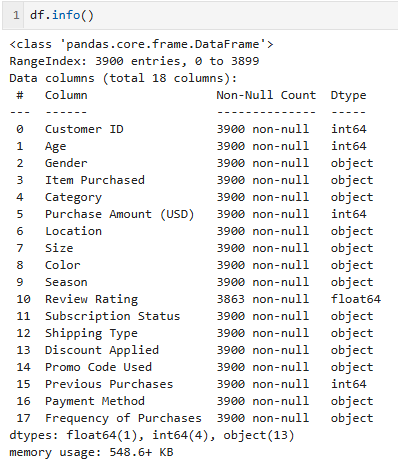 1 df.info()
<class 'pandas.core.frame.DataFrame'>
RangeIndex: 3900 entries, 0 to 3899
Data columns (total 18 columns):
 #   Column                  Non-Null Count  Dtype
---  ------                  --------------  -----
 0   Customer ID             3900 non-null   int64
 1   Age                     3900 non-null   int64
 2   Gender                  3900 non-null   object
 3   Item Purchased          3900 non-null   object
 4   Category                3900 non-null   object
 5   Purchase Amount (USD)   3900 non-null   int64
 6   Location                3900 non-null   object
 7   Size                    3900 non-null   object
 8   Color                   3900 non-null   object
 9   Season                  3900 non-null   object
 10  Review Rating           3863 non-null   float64
 11  Subscription Status     3900 non-null   object
 12  Shipping Type           3900 non-null   object
 13  Discount Applied        3900 non-null   object
 14  Promo Code Used         3900 non-null   object
 15  Previous Purchases      3900 non-null   int64
 16  Payment Method          3900 non-null   object
 17  Frequency of Purchases  3900 non-null   object
dtypes: float64(1), int64(4), object(13)
memory usage: 548.6+ KB